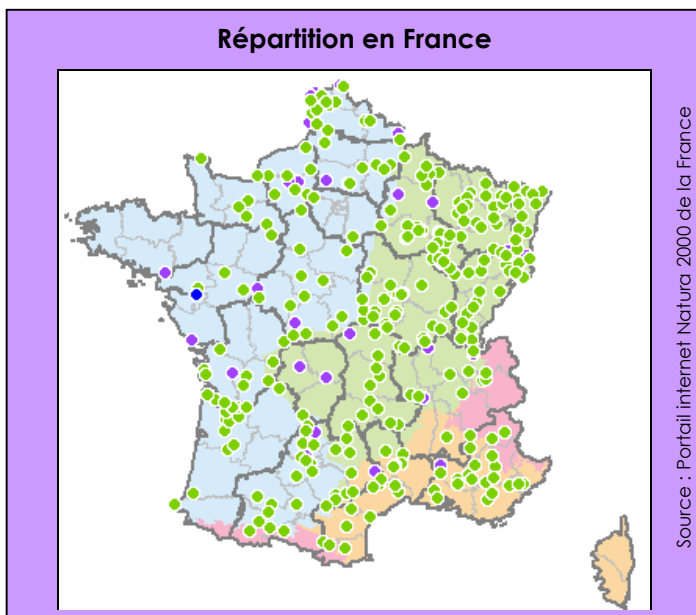 Répartition en France
Source : Portail internet Natura 2000 de la France